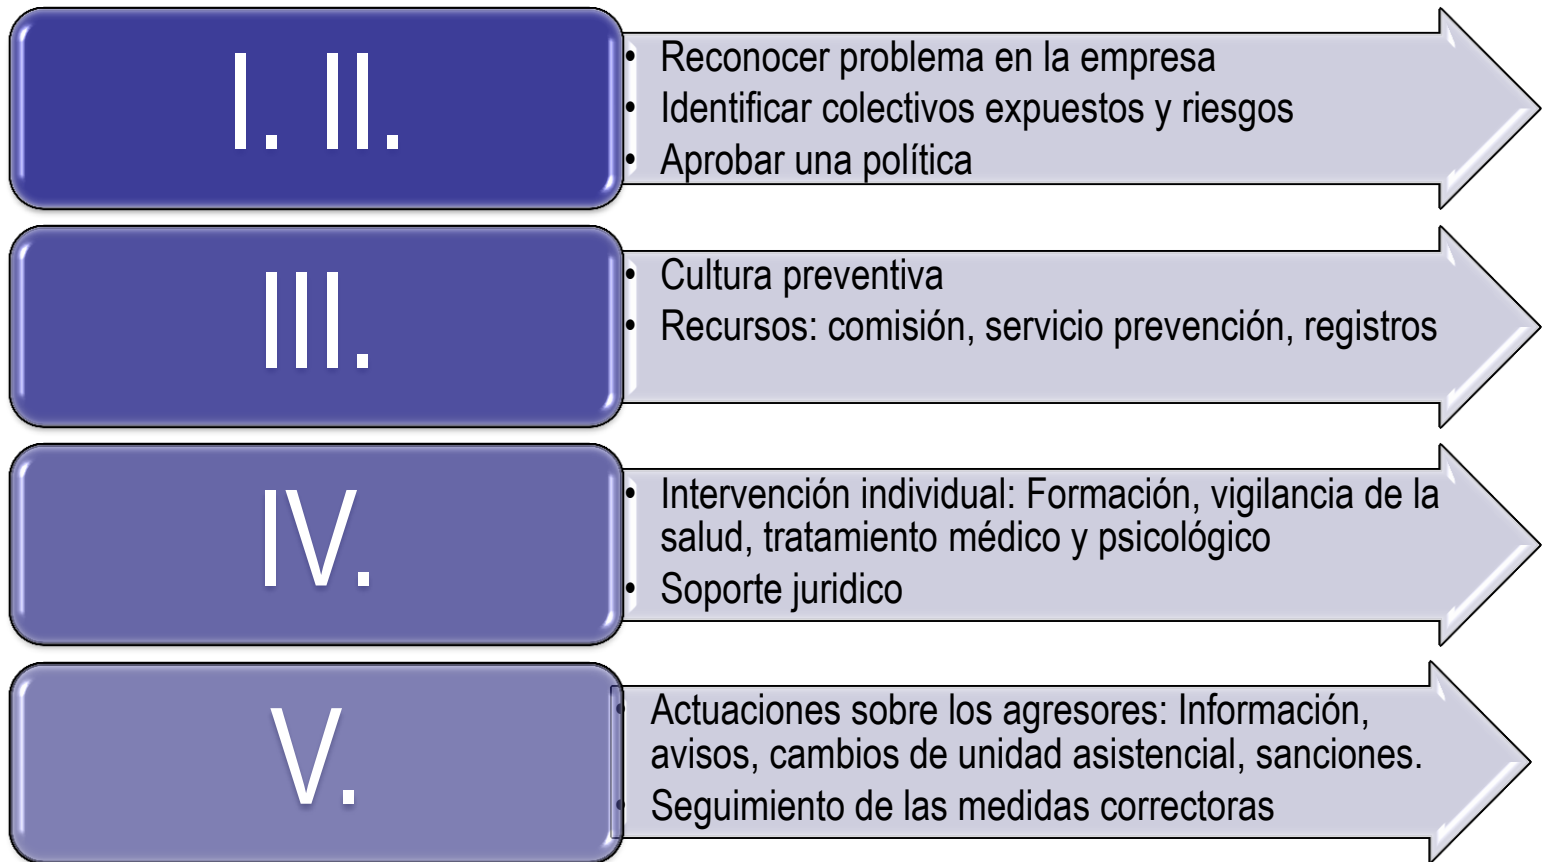 I. II.
• Reconocer problema en la empresa
• Identificar colectivos expuestos y riesgos
• Aprobar una política
III.
• Cultura preventiva
• Recursos: comisión, servicio prevención, registros
IV.
• Intervención individual: Formación, vigilancia de la
salud, tratamiento médico y psicológico
• Soporte juridico
V.
• Actuaciones sobre los agresores: Información,
avisos, cambios de unidad asistencial, sanciones.
• Seguimiento de las medidas correctoras